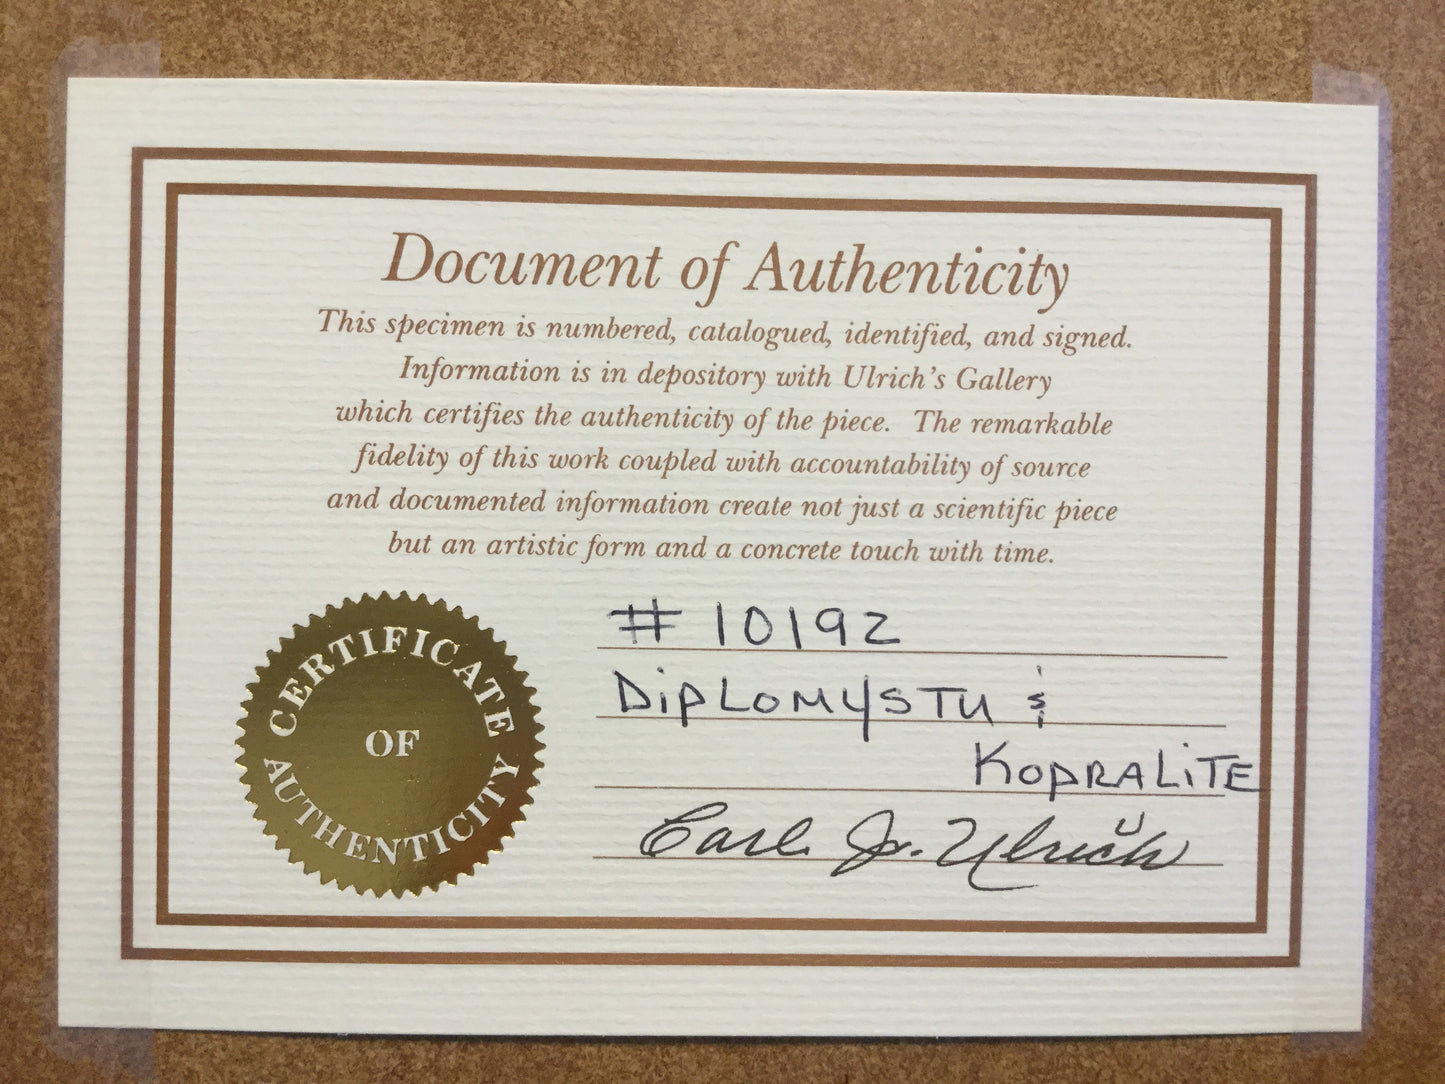 Document of Authenticity
This specimen is numbered, catalogued, identified, and signed.
Information is in depository with Ulrich's Gallery
which certifies the authenticity of the piece. The remarkable
fidelity of this work coupled with accountability of source
and documented information create not just a scientific piece
but an artistic form and a concrete touch with time.
CERTIFICATE
OF
AUTHENTICITY
# 10192
DiPLOMYSTU &
KOPRALiTE
Carl Jr. Ulrich